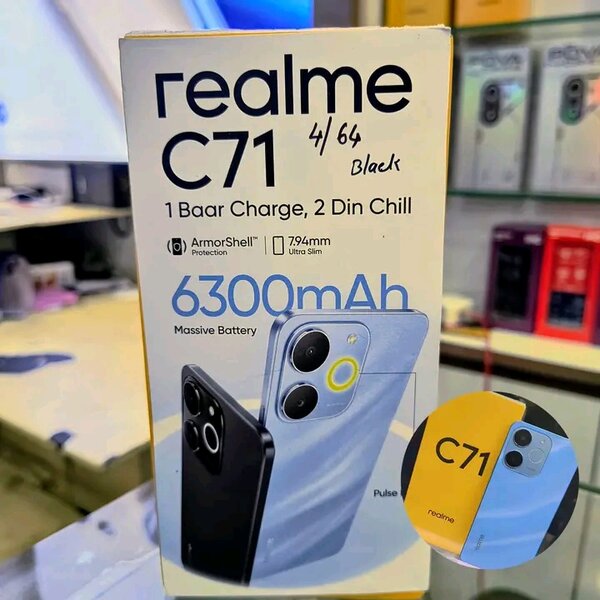 realme
C71
4/64
Black
1 Baar Charge, 2 Din Chill
ArmorShell™
Protection
7.94mm
Ultra Slim
6300mAh
Massive Battery
Pulse
C71
realme
realme